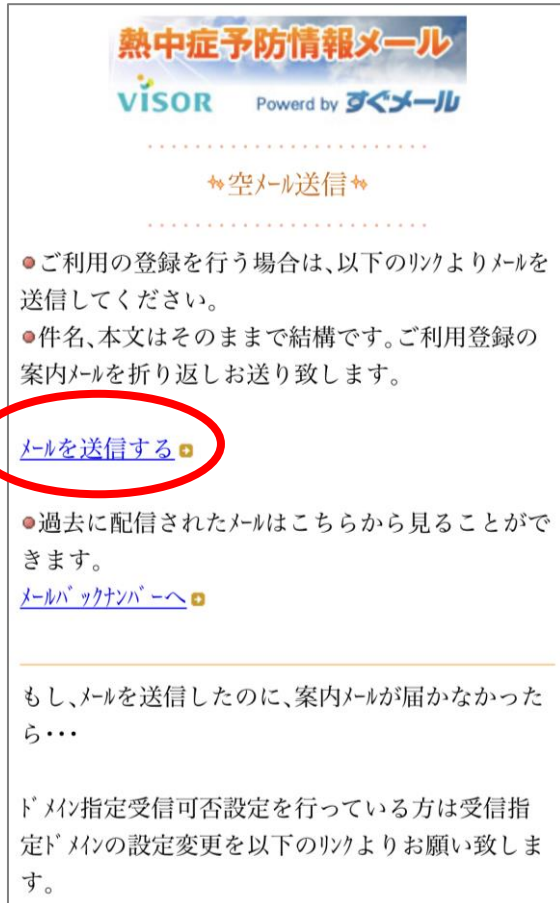 熱中症予防情報メール
VISOR Powerd by すぐメール
空ﾒｰﾙ送信
ご利用の登録を行う場合は、以下のﾘﾝｸよりﾒｰﾙを
送信してください。
件名、本文はそのままで結構です。ご利用登録の
案内ﾒｰﾙを折り返しお送り致します。
ﾒｰﾙを送信する
過去に配信されたﾒｰﾙはこちらから見ることがで
きます。
ﾒｰﾙﾊﾞｯｸﾅﾝﾊﾞｰへ
もし、ﾒｰﾙを送信したのに、案内ﾒｰﾙが届かなかった
ら・・・
ﾄﾞﾒｲﾝ指定受信可否設定を行っている方は受信指
定ﾄﾞﾒｲﾝの設定変更を以下のﾘﾝｸよりお願い致しま
す。